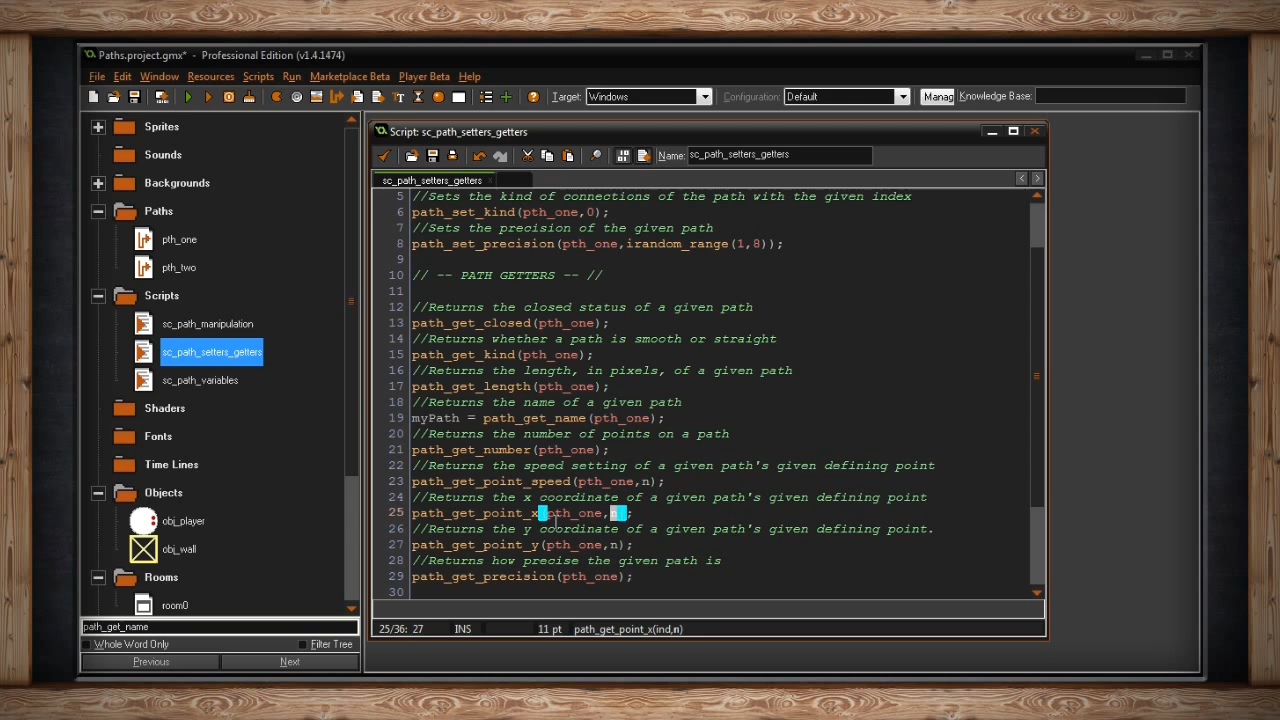 Paths.project.gmx* - Professional Edition (v1.4.1474)
File Edit Window Resources Scripts Run Marketplace Beta Player Beta Help
Target: Windows Configuration: Default Manag Knowledge Base:
Sprites
Sounds
Backgrounds
Paths
pth_one
pth_two
Scripts
sc_path_manipulation
sc_path_setters_getters
sc_path_variables
Shaders
Fonts
Time Lines
Objects
obj_player
obj_wall
Rooms
room0
path_get_name
Whole Word Only Filter Tree
Previous Next
Script: sc_path_setters_getters
Name: sc_path_setters_getters
sc_path_setters_getters
5 //Sets the kind of connections of the path with the given index
6 path_set_kind(pth_one,0);
7 //Sets the precision of the given path
8 path_set_precision(pth_one,irandom_range(1,8));
9
10 // -- PATH GETTERS -- //
11
12 //Returns the closed status of a given path
13 path_get_closed(pth_one);
14 //Returns whether a path is smooth or straight
15 path_get_kind(pth_one);
16 //Returns the length, in pixels, of a given path
17 path_get_length(pth_one);
18 //Returns the name of a given path
19 myPath = path_get_name(pth_one);
20 //Returns the number of points on a path
21 path_get_number(pth_one);
22 //Returns the speed setting of a given path's given defining point
23 path_get_point_speed(pth_one,n);
24 //Returns the x coordinate of a given path's given defining point
25 path_get_point_x(pth_one,n);
26 //Returns the y coordinate of a given path's given defining point.
27 path_get_point_y(pth_one,n);
28 //Returns how precise the given path is
29 path_get_precision(pth_one);
30
25/36: 27 INS 11 pt path_get_point_x(ind,n)